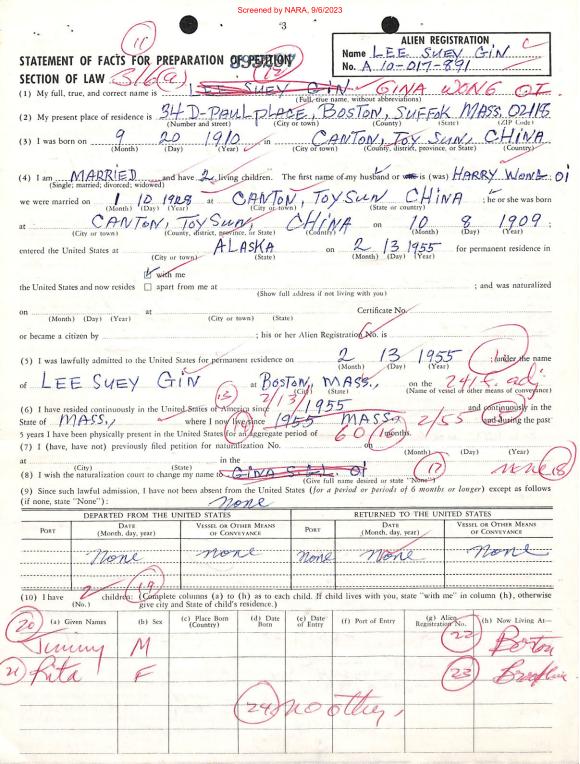 Screened by NARA, 9/6/2023
3
11
ALIEN REGISTRATION
Name LEE SUEY GIN C
No. A 10-017-891
STATEMENT OF FACTS FOR PREPARATION OF PETITION
SECTION OF LAW 316(a) 12
(1) My full, true, and correct name is LEE SUEY GIN GINA WONG OI
(Full, true name, without abbreviations)
(2) My present place of residence is 34 D-PAUL PLACE, BOSTON, SUFFOK MASS, 02118
(Number and street) (City or town) (County) (State) (ZIP Code)
(3) I was born on 9 20 1910 in CANTON, TOY SUN, CHINA
(Month) (Day) (Year) (City or town) (County, district, province, or State) (Country)
(4) I am MARRIED and have 2 living children. The first name of my husband or wife is (was) HARRY WONG OI
(Single; married; divorced; widowed)
we were married on 1 10 1928 at CANTON, TOYSUN CHINA; he or she was born
(Month) (Day) (Year) (City or town) (State or country)
at CANTON, TOYSUN, CHINA on 10 8 1909;
(City or town) (County, district, province, or State) (Country) (Month) (Day) (Year)
entered the United States at ALASKA on 2 13 1955 for permanent residence in
(City or town) (State) (Month) (Day) (Year)
with me
the United States and now resides apart from me at ; and was naturalized
(Show full address if not living with you)
on at Certificate No.
(Month) (Day) (Year) (City or town) (State)
or became a citizen by ; his or her Alien Registration No. is
(5) I was lawfully admitted to the United States for permanent residence on 2 13 1955; under the name
(Month) (Day) (Year)
of LEE SUEY GIN at BOSTON, MASS., on the 241f. adj
(City) (State) (Name of vessel or other means of conveyance)
13 2/13/1955
(6) I have resided continuously in the United States of America since and continuously in the
State of MASS., where I now live since 1955 MASS. 2/55 and during the past
5 years I have been physically present in the United States for an aggregate period of 60 months.
(7) I have, (have not) previously filed petition for naturalization No. on
(Month) (Day) (Year)
at in the
(City) (State)
(8) I wish the naturalization court to change my name to 17 none 18
(Give full name desired or state "None")
(9) Since such lawful admission, I have not been absent from the United States (for a period or periods of 6 months or longer) except as follows
(if none, state "None"): None
DEPARTED FROM THE UNITED STATES RETURNED TO THE UNITED STATES
PORT DATE (Month, day, year) VESSEL OR OTHER MEANS OF CONVEYANCE PORT DATE (Month, day, year) VESSEL OR OTHER MEANS OF CONVEYANCE
None None None None None
19
(10) I have 2 children: (Complete columns (a) to (h) as to each child. If child lives with you, state "with me" in column (h), otherwise
(No.) give city and State of child's residence.)
(a) Given Names (b) Sex (c) Place Born (Country) (d) Date Born (e) Date of Entry (f) Port of Entry (g) Alien Registration No. (h) Now Living At—
20 Jimmy M 22 Boston
21 Rita F 23
24 no other,